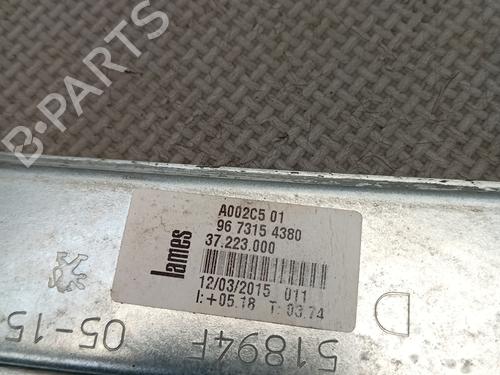 B-PARTS
A002C5 01
96 7315 4380
37.223.000
lames
12/03/2015 011
I:+05.18 T: 03.74
D
51894F
05-15